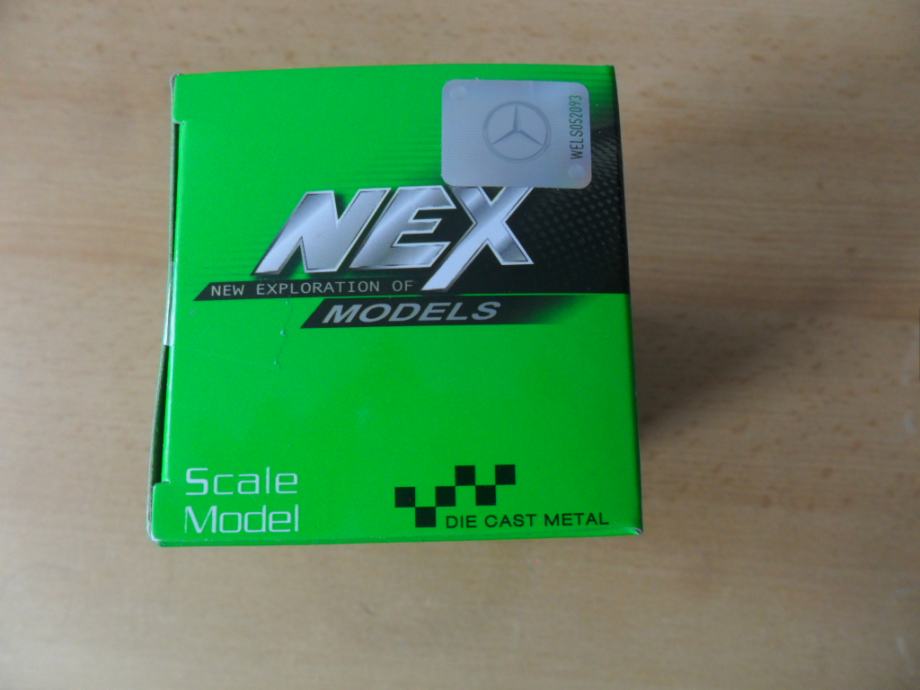 WELS052093
NEX
NEW EXPLORATION OF
MODELS
Scale
Model
DIE CAST METAL